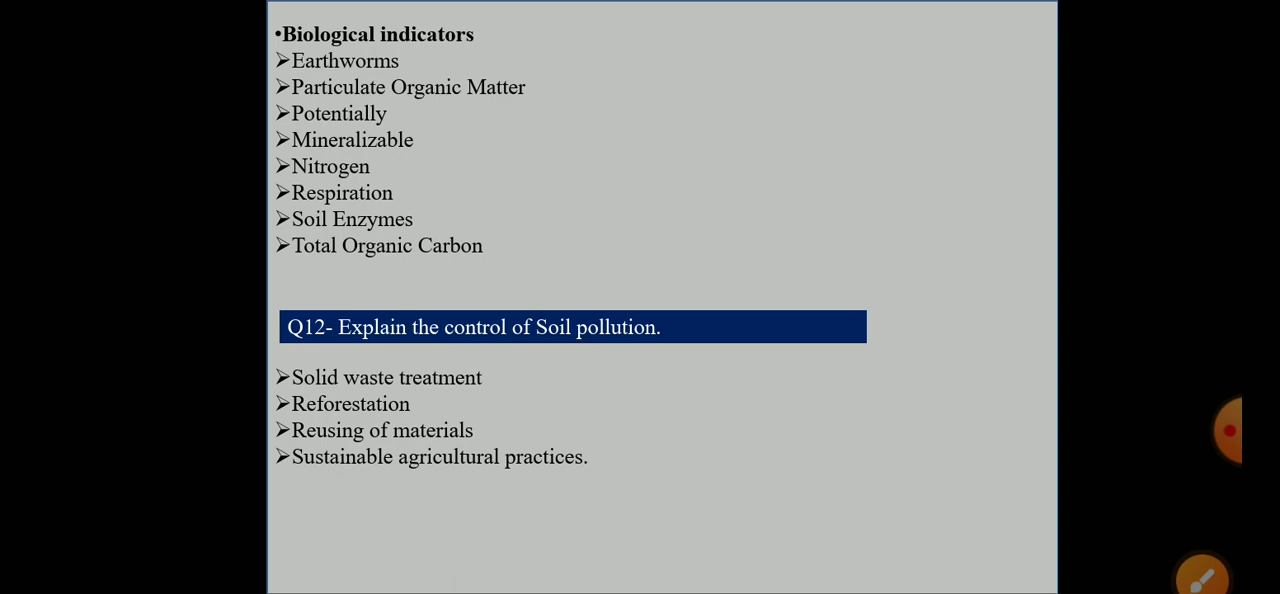 •Biological indicators
➢Earthworms
➢Particulate Organic Matter
➢Potentially
➢Mineralizable
➢Nitrogen
➢Respiration
➢Soil Enzymes
➢Total Organic Carbon
Q12- Explain the control of Soil pollution.
➢Solid waste treatment
➢Reforestation
➢Reusing of materials
➢Sustainable agricultural practices.